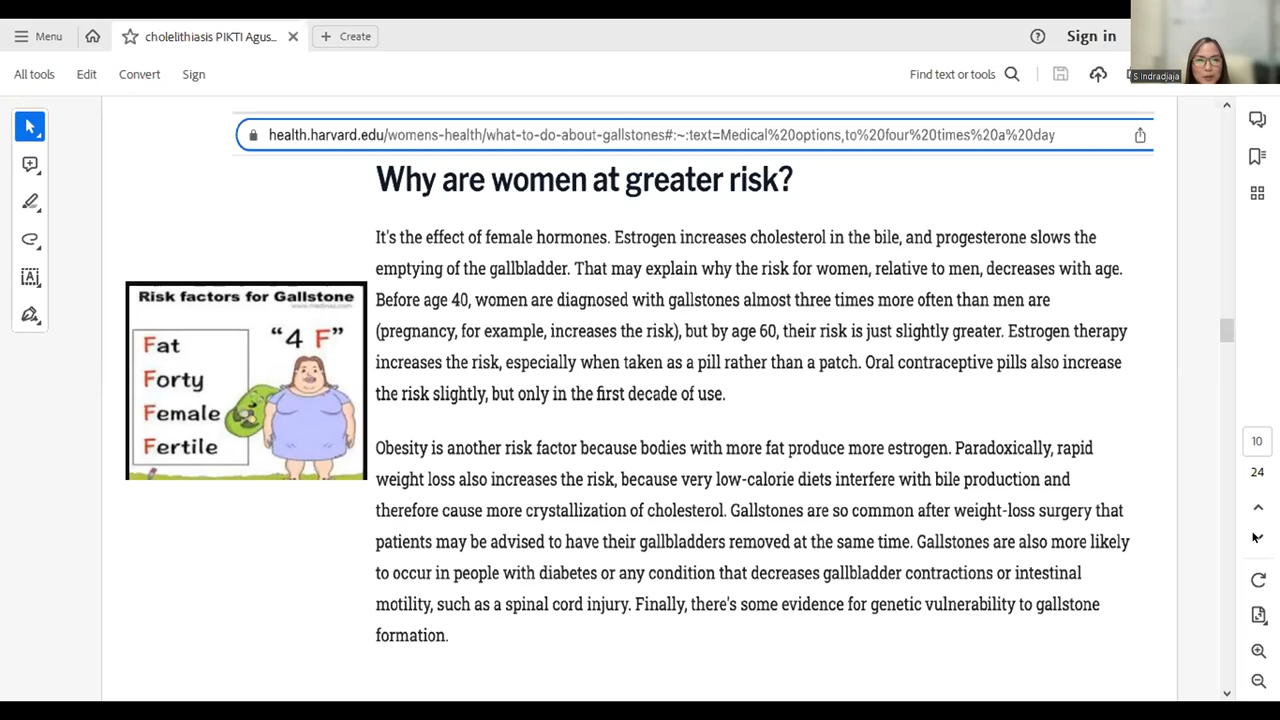 Menu
cholelithiasis PIKTI Agus...
Create
Sign in
All tools
Edit
Convert
Sign
Find text or tools
S Indradjaja
health.harvard.edu/womens-health/what-to-do-about-gallstones#:~:text=Medical%20options,to%20four%20times%20a%20day
Why are women at greater risk?
It's the effect of female hormones. Estrogen increases cholesterol in the bile, and progesterone slows the
emptying of the gallbladder. That may explain why the risk for women, relative to men, decreases with age.
Before age 40, women are diagnosed with gallstones almost three times more often than men are
(pregnancy, for example, increases the risk), but by age 60, their risk is just slightly greater. Estrogen therapy
increases the risk, especially when taken as a pill rather than a patch. Oral contraceptive pills also increase
the risk slightly, but only in the first decade of use.
Obesity is another risk factor because bodies with more fat produce more estrogen. Paradoxically, rapid
weight loss also increases the risk, because very low-calorie diets interfere with bile production and
therefore cause more crystallization of cholesterol. Gallstones are so common after weight-loss surgery that
patients may be advised to have their gallbladders removed at the same time. Gallstones are also more likely
to occur in people with diabetes or any condition that decreases gallbladder contractions or intestinal
motility, such as a spinal cord injury. Finally, there's some evidence for genetic vulnerability to gallstone
formation.
Risk factors for Gallstone
"4 F"
Fat
Forty
Female
Fertile
10
24